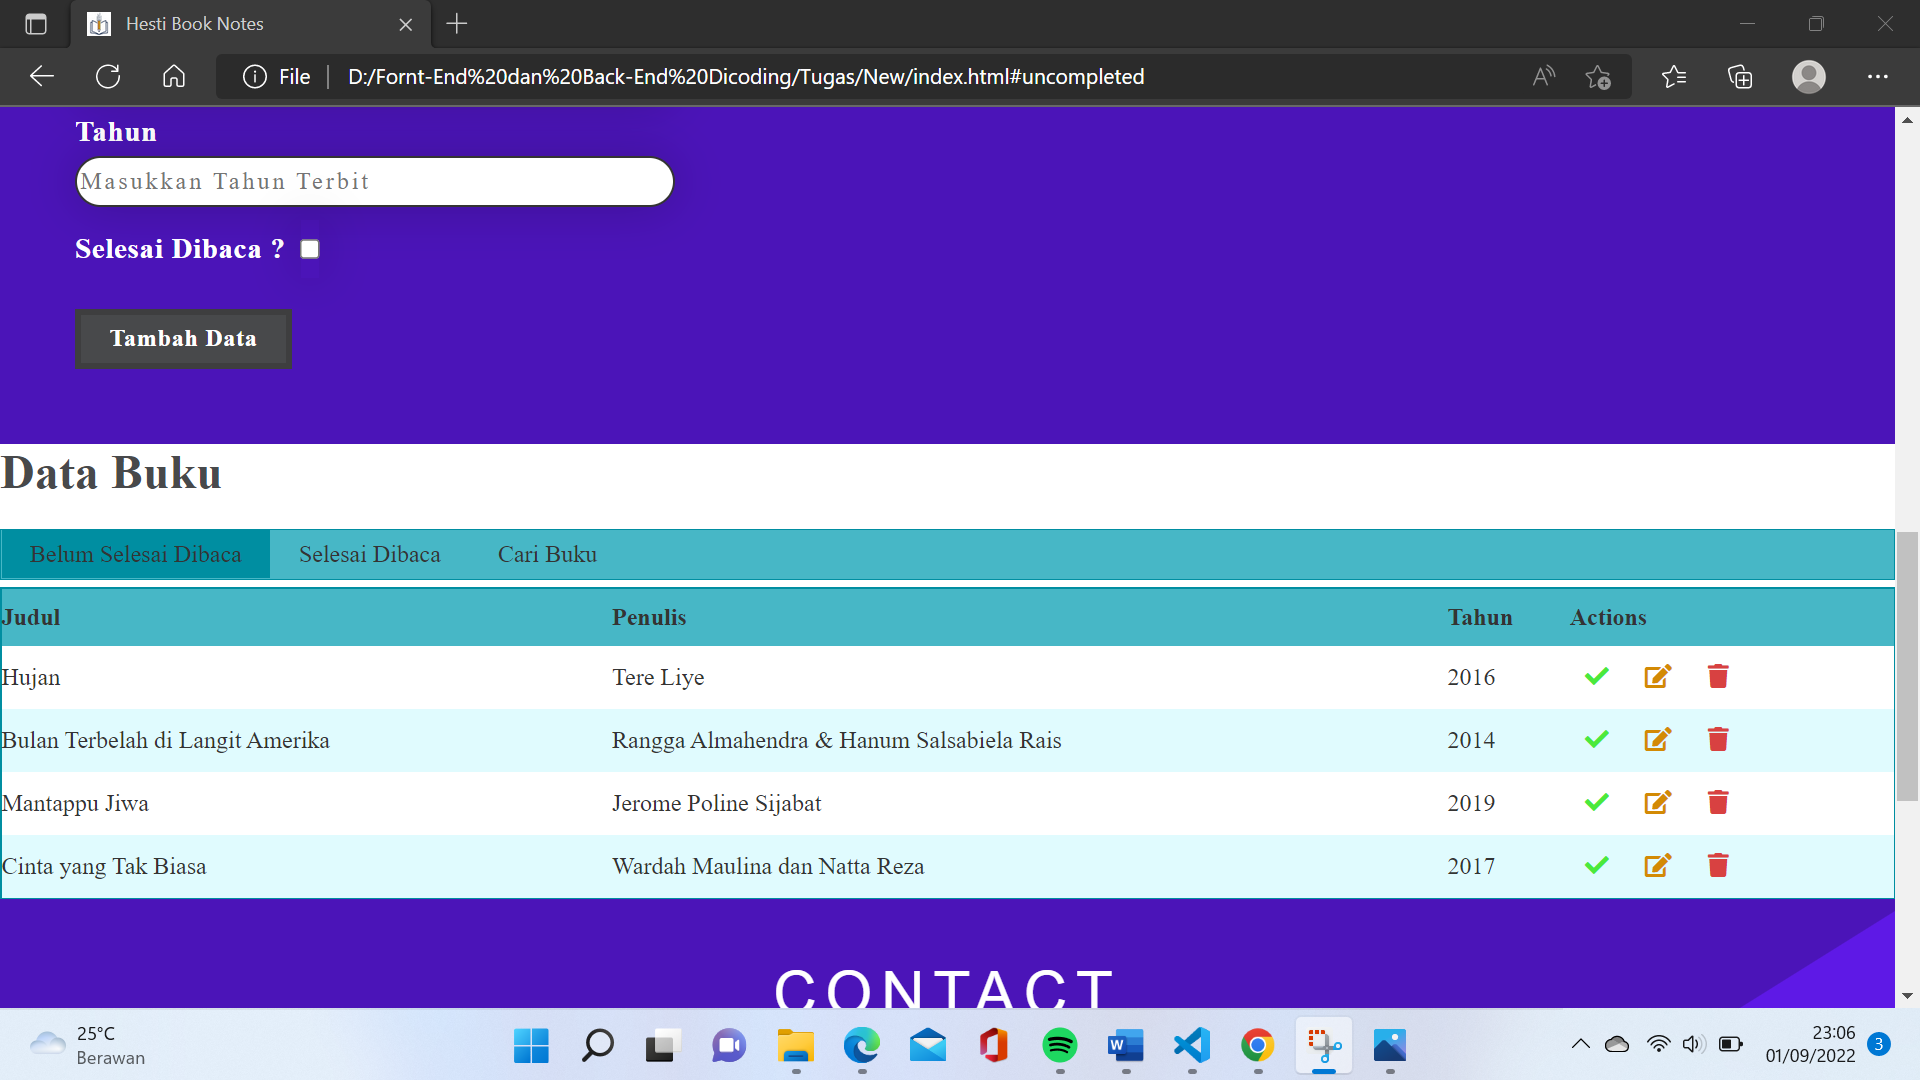 Hesti Book Notes
File
D:/Fornt-End%20dan%20Back-End%20Dicoding/Tugas/New/index.html#uncompleted
Tahun
Masukkan Tahun Terbit
Selesai Dibaca ?
Tambah Data
Data Buku
Belum Selesai Dibaca Selesai Dibaca Cari Buku
Judul Penulis Tahun Actions
Hujan Tere Liye 2016
Bulan Terbelah di Langit Amerika Rangga Almahendra & Hanum Salsabiela Rais 2014
Mantappu Jiwa Jerome Poline Sijabat 2019
Cinta yang Tak Biasa Wardah Maulina dan Natta Reza 2017
CONTACT
25°C
Berawan
23:06
01/09/2022
3